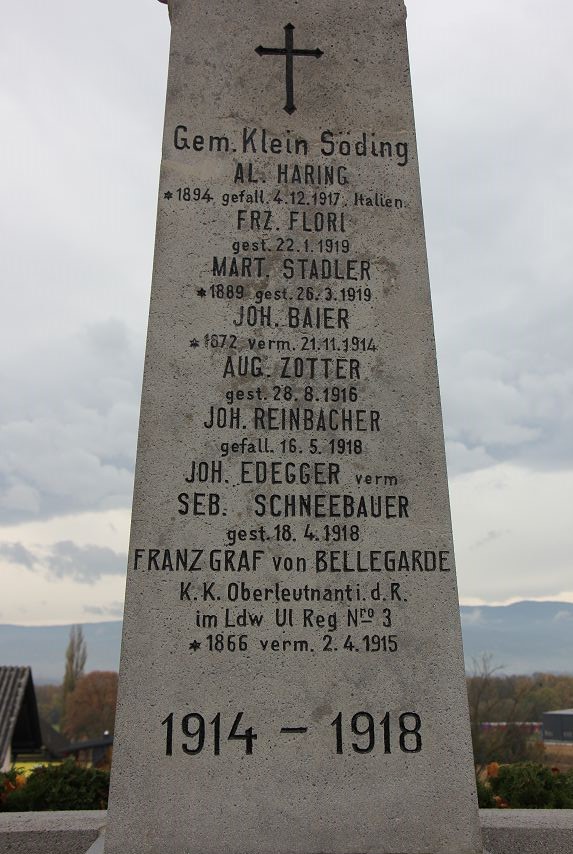 Gem. Klein Söding
AL. HARING
*1894. gefall. 4.12.1917. Italien.
FRZ. FLORI
gest. 22.1.1919
MART. STADLER
*1889 gest. 26.3.1919
JOH. BAIER
*1872 verm. 21.11.1914
AUG. ZOTTER
gest. 28.8.1916
JOH. REINBACHER
gefall. 16.5.1918
JOH. EDEGGER verm
SEB. SCHNEEBAUER
gest. 18.4.1918
FRANZ GRAF von BELLEGARDE
K.K. Oberleutnant i.d.R.
im Ldw Ul Reg Nro 3
*1866 verm. 2.4.1915
1914 – 1918